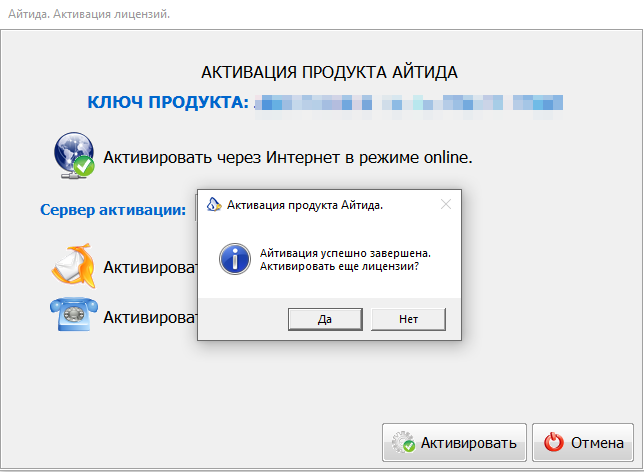 Айтида. Активация лицензий.
АКТИВАЦИЯ ПРОДУКТА АЙТИДА
КЛЮЧ ПРОДУКТА:
Активировать через Интернет в режиме online.
Сервер активации:
Активация продукта Айтида.
Айтивация успешно завершена.
Активировать еще лицензии?
Да
Нет
Активироват
Активироват
Активировать
Отмена